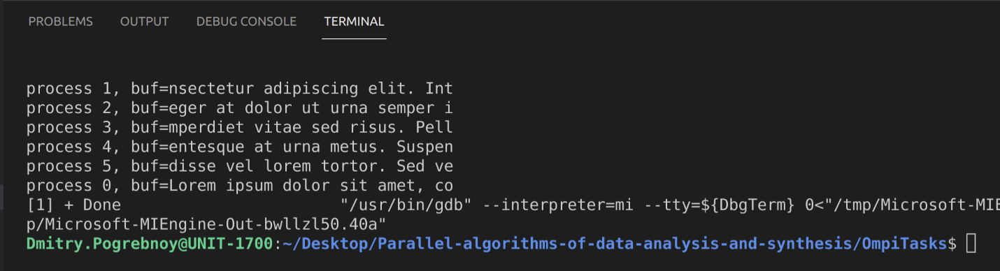 PROBLEMS OUTPUT DEBUG CONSOLE TERMINAL
process 1, buf=nsectetur adipiscing elit. Int
process 2, buf=eger at dolor ut urna semper i
process 3, buf=mperdiet vitae sed risus. Pell
process 4, buf=entesque at urna metus. Suspen
process 5, buf=disse vel lorem tortor. Sed ve
process 0, buf=Lorem ipsum dolor sit amet, co
[1] + Done "/usr/bin/gdb" --interpreter=mi --tty=${DbgTerm} 0<"/tmp/Microsoft-MIE
p/Microsoft-MIEngine-Out-bwllzl50.40a"
Dmitry.Pogrebnoy@UNIT-1700:~/Desktop/Parallel-algorithms-of-data-analysis-and-synthesis/OmpiTasks$